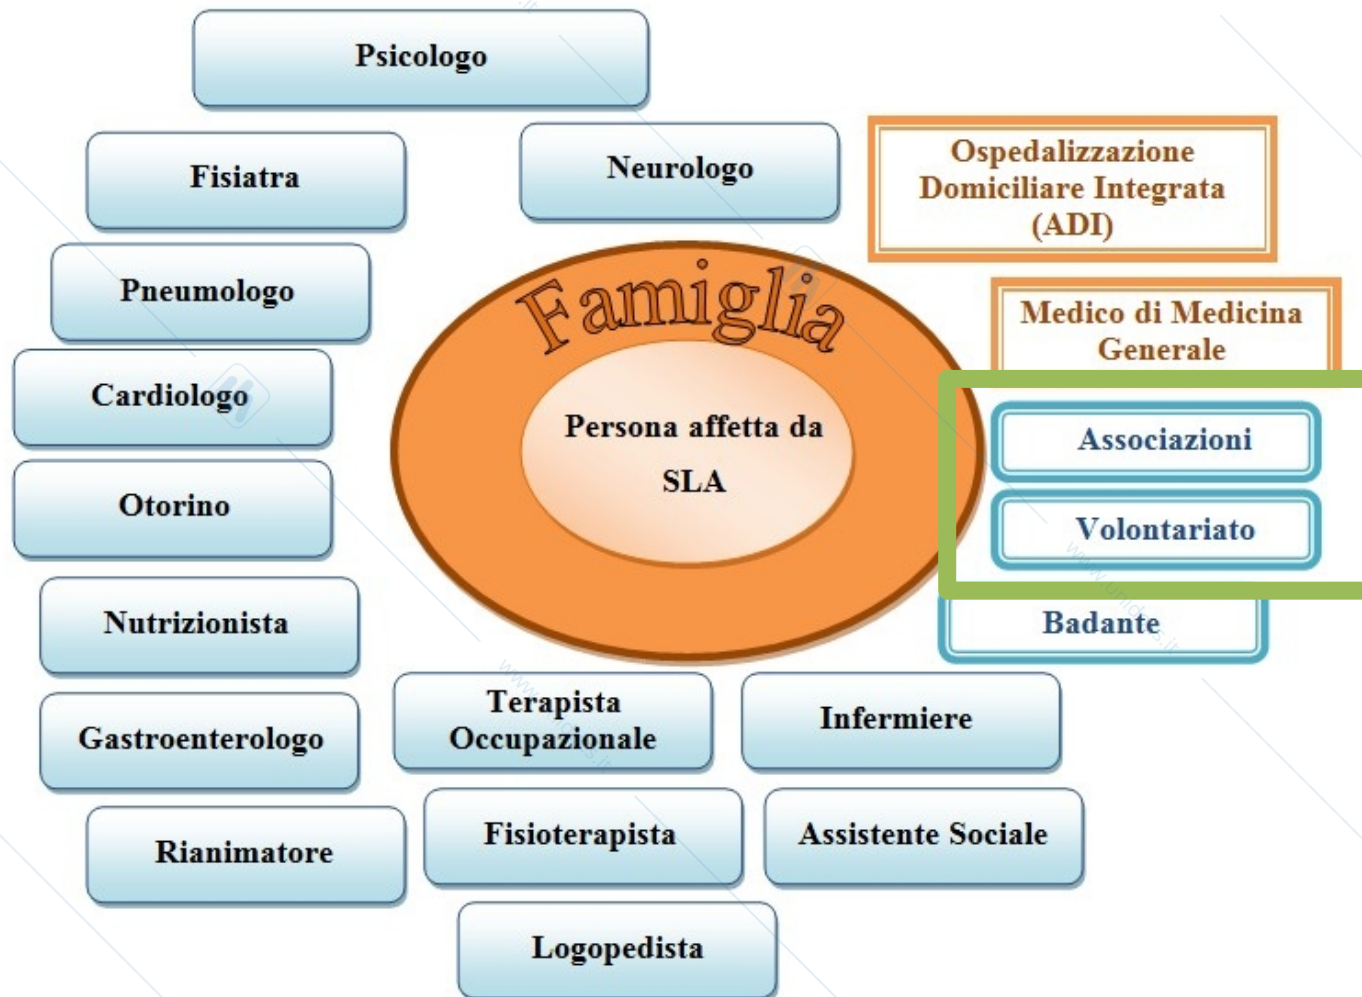 Psicologo
Fisiatra
Neurologo
Ospedalizzazione
Domiciliare Integrata
(ADI)
Pneumologo
Famiglia
Medico di Medicina
Generale
Cardiologo
Persona affetta da
SLA
Associazioni
Otorino
Volontariato
Nutrizionista
Badante
Terapista
Occupazionale
Infermiere
Gastroenterologo
Fisioterapista
Assistente Sociale
Rianimatore
Logopedista